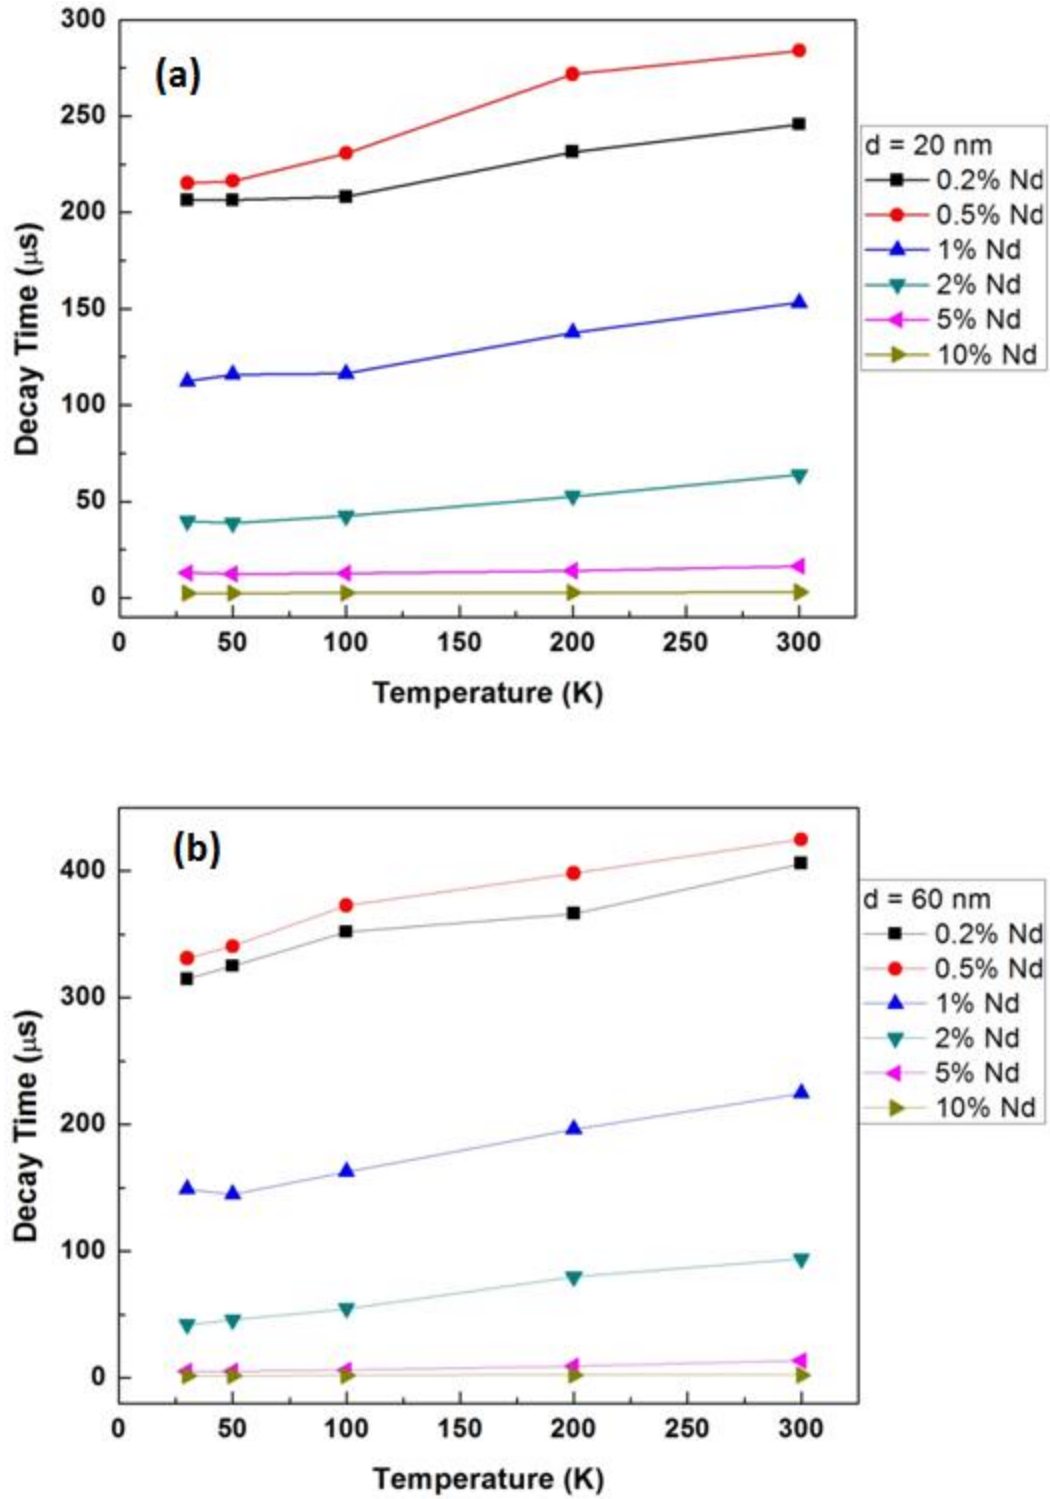 300
(a)
250
200
150
100
50
0
Decay Time (μs)
0 50 100 150 200 250 300
Temperature (K)
d = 20 nm
0.2% Nd
0.5% Nd
1% Nd
2% Nd
5% Nd
10% Nd
(b)
400
300
200
100
0
Decay Time (μs)
0 50 100 150 200 250 300
Temperature (K)
d = 60 nm
0.2% Nd
0.5% Nd
1% Nd
2% Nd
5% Nd
10% Nd